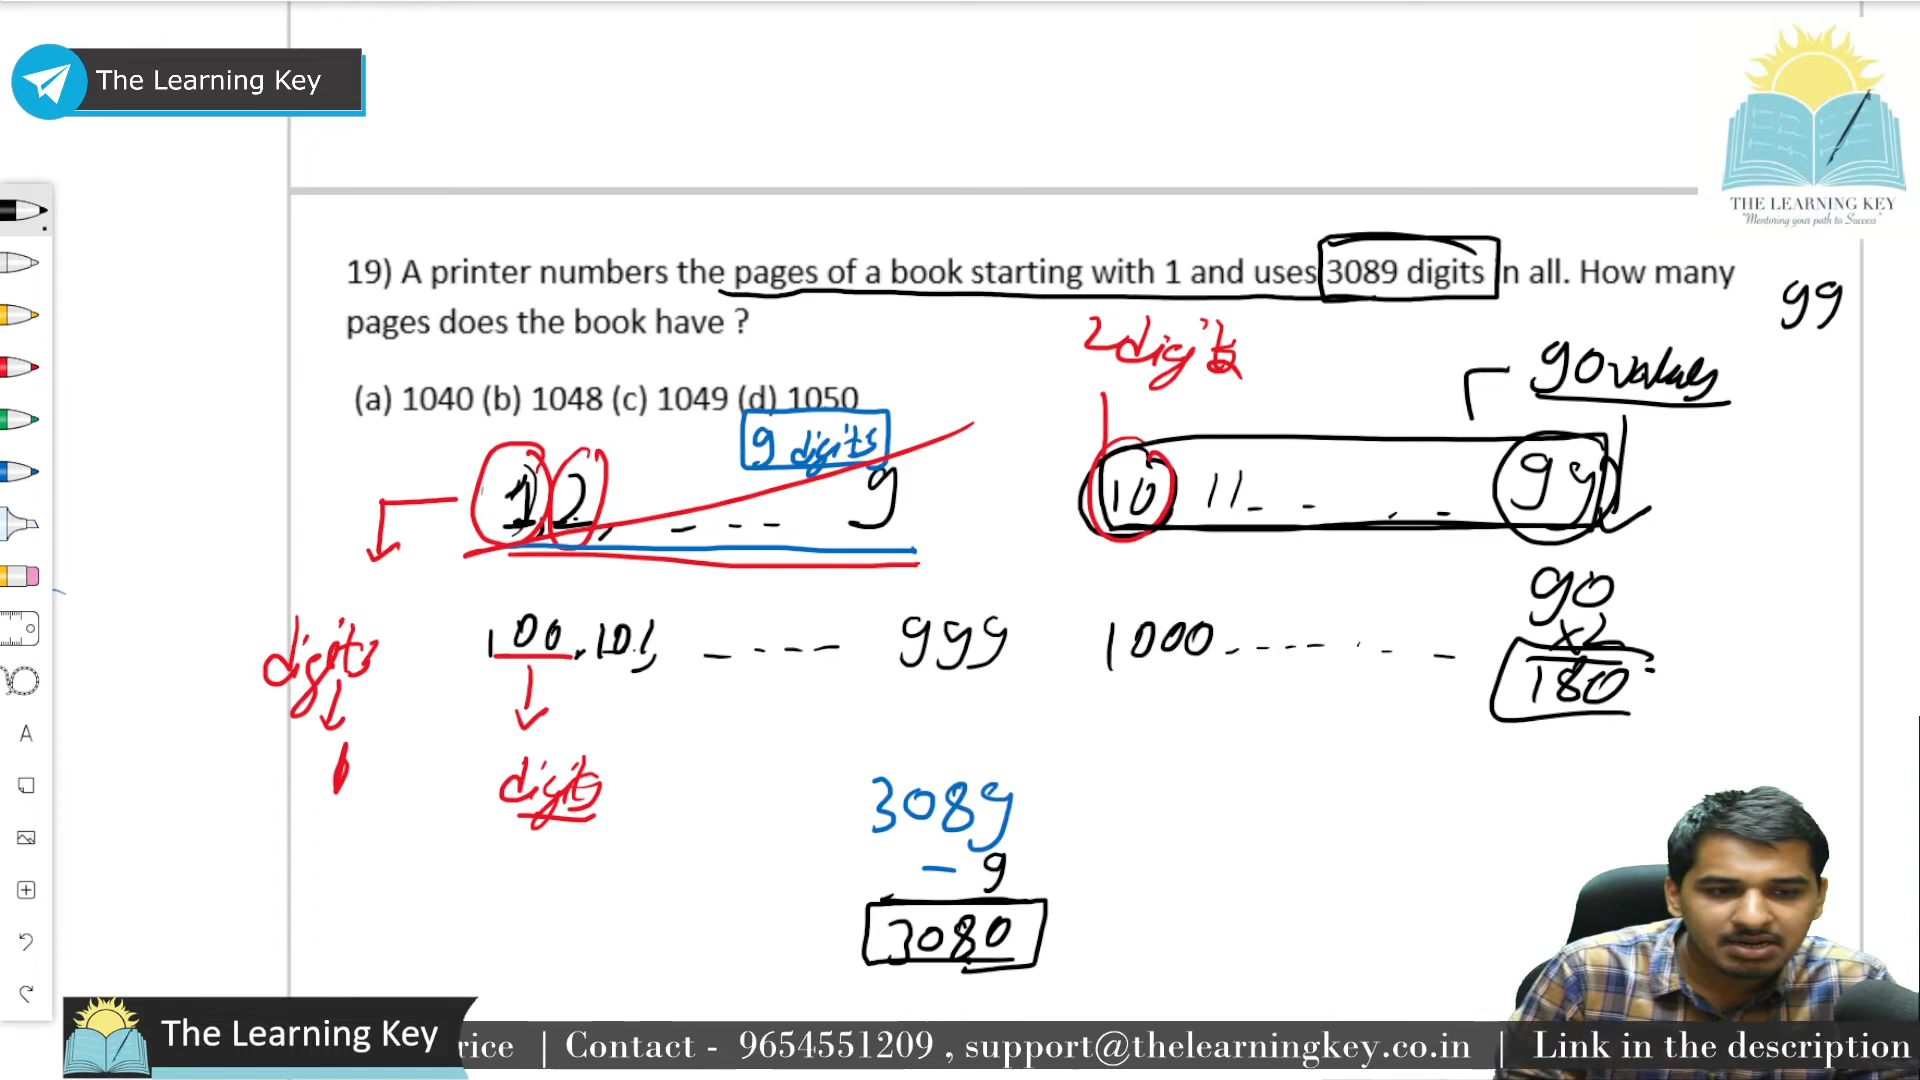 The Learning Key
THE LEARNING KEY
"Mentoring your path to Success"
19) A printer numbers the pages of a book starting with 1 and uses 3089 digits in all. How many
pages does the book have ?
99
2 digits
90 values
(a) 1040 (b) 1048 (c) 1049 (d) 1050
9 digits
1, 2, - - - - 9
10 11 - - . - 99
90
x2
180
digits
100, 101, - - - - - 999
1000 - - - - - - -
digits
3089
- 9
3080
A
The Learning Key
rice | Contact - 9654551209 , support@thelearningkey.co.in | Link in the description